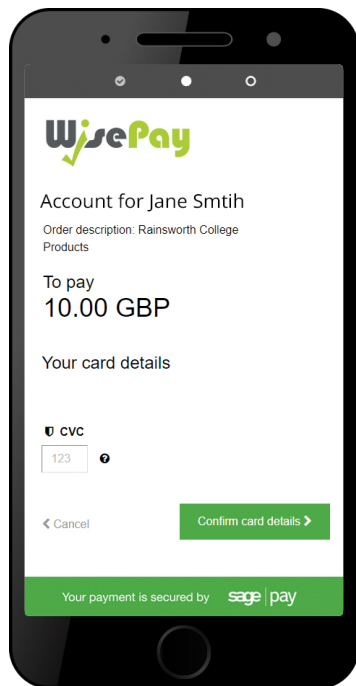 WisePay
Account for Jane Smtih
Order description: Rainsworth College
Products
To pay
10.00 GBP
Your card details
CVC
123
Cancel
Confirm card details
Your payment is secured by sage pay